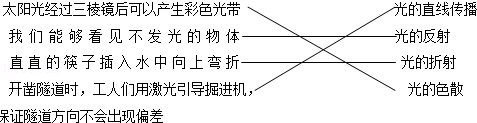 太阳光经过三棱镜后可以产生彩色光带 光的直线传播
我们能够看见不发光的物体 光的反射
直直的筷子插入水中向上弯折 光的折射
开凿隧道时，工人们用激光引导掘进机， 光的色散
保证隧道方向不会出现偏差